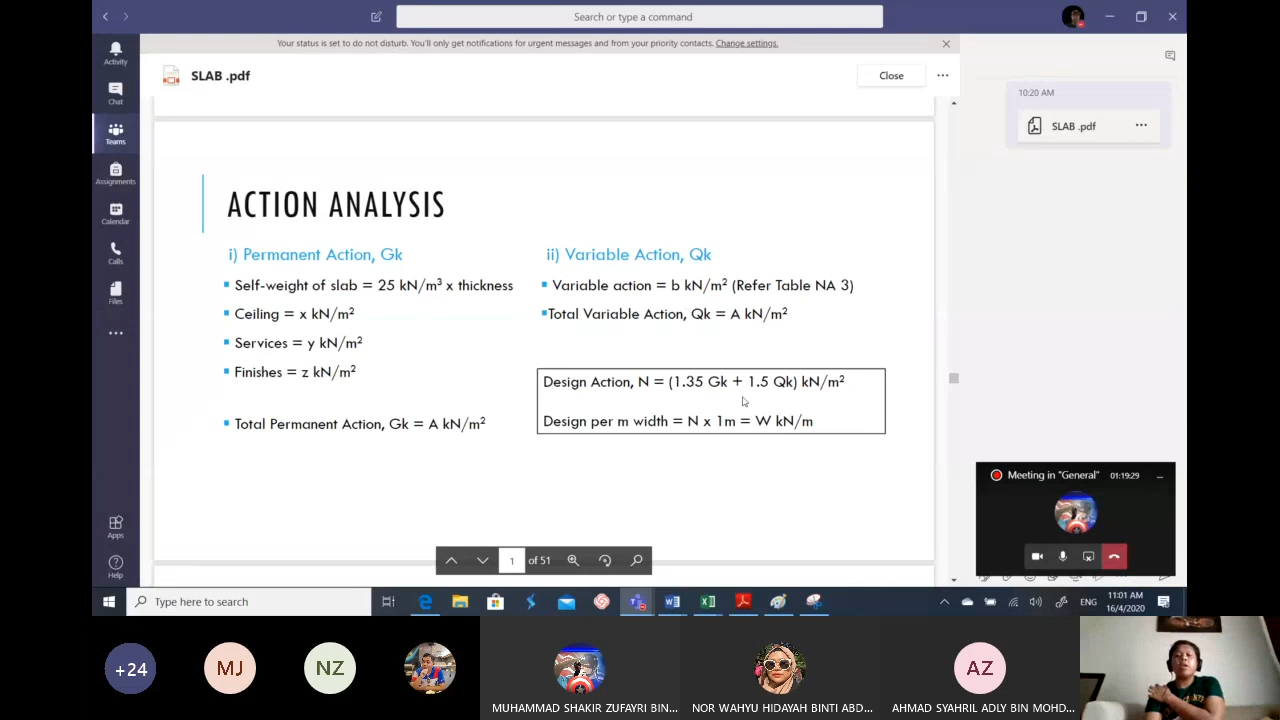 Search or type a command
Your status is set to do not disturb. You'll only get notifications for urgent messages and from your priority contacts. Change settings.
Activity
Chat
Teams
Assignments
Calendar
Calls
Files
Apps
Help
SLAB .pdf
Close
10:20 AM
SLAB .pdf
ACTION ANALYSIS
i) Permanent Action, Gk
▪ Self-weight of slab = 25 kN/m³ x thickness
▪ Ceiling = x kN/m²
▪ Services = y kN/m²
▪ Finishes = z kN/m²
▪ Total Permanent Action, Gk = A kN/m²
ii) Variable Action, Qk
▪ Variable action = b kN/m² (Refer Table NA 3)
▪Total Variable Action, Qk = A kN/m²
Design Action, N = (1.35 Gk + 1.5 Qk) kN/m²
Design per m width = N x 1m = W kN/m
Meeting in "General" 01:19:29
1 of 51
Type here to search
ENG
11:01 AM
16/4/2020
+24
MJ
NZ
MUHAMMAD SHAKIR ZUFAYRI BIN...
NOR WAHYU HIDAYAH BINTI ABD...
AZ
AHMAD SYAHRIL ADLY BIN MOHD...